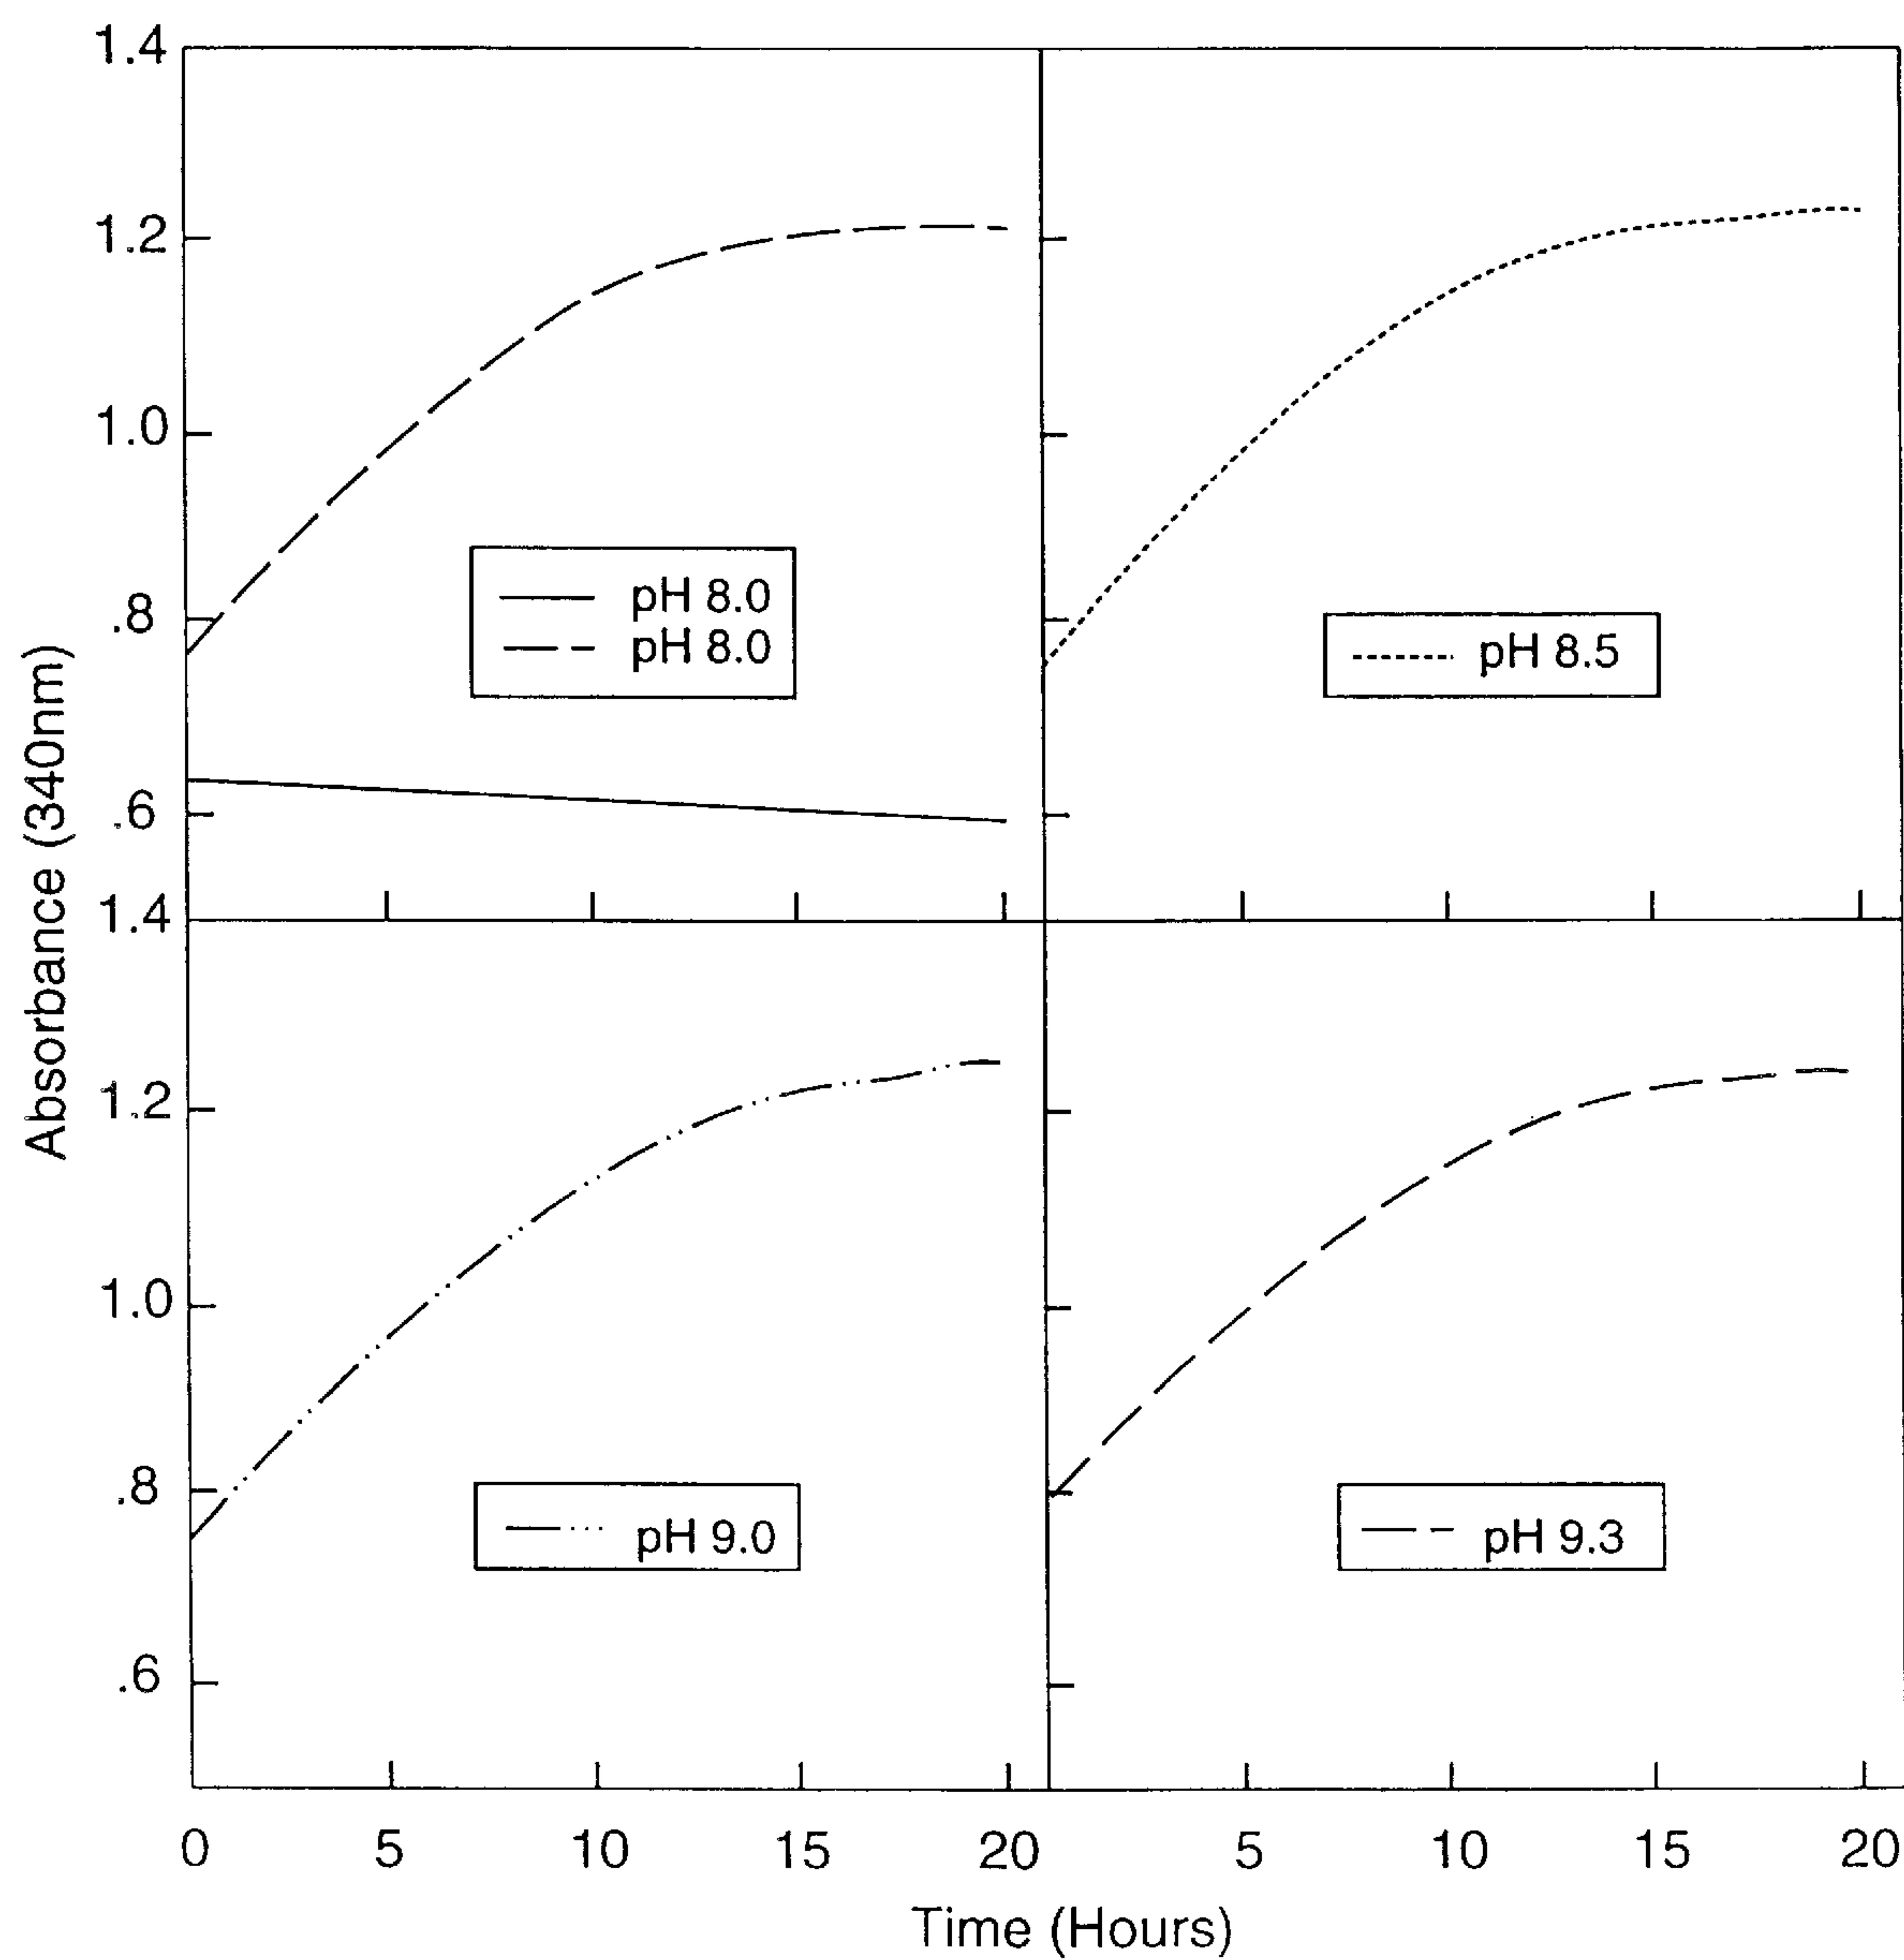 1.4
1.2
1.0
.8
.6
pH 8.0
pH 8.0
pH 8.5
Absorbance (340nm)
1.4
1.2
1.0
.8
.6
pH 9.0
pH 9.3
0 5 10 15 20 5 10 15 20
Time (Hours)